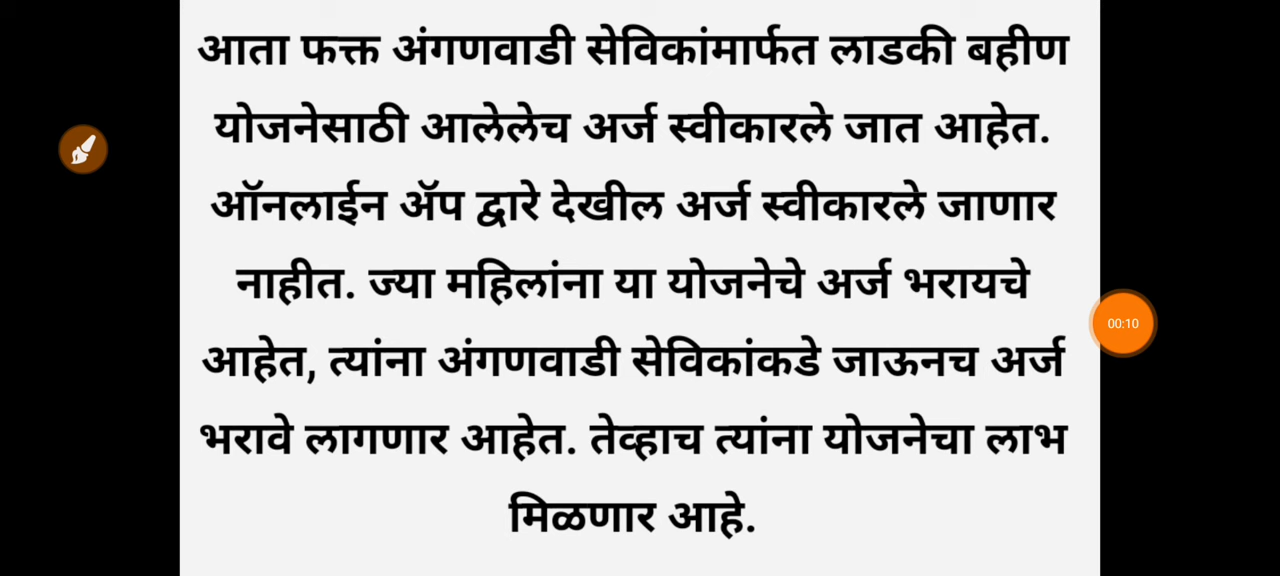 आता फक्त अंगणवाडी सेविकांमार्फत लाडकी बहीण
योजनेसाठी आलेलेच अर्ज स्वीकारले जात आहेत.
ऑनलाईन ॲप द्वारे देखील अर्ज स्वीकारले जाणार
नाहीत. ज्या महिलांना या योजनेचे अर्ज भरायचे
आहेत, त्यांना अंगणवाडी सेविकांकडे जाऊनच अर्ज
भरावे लागणार आहेत. तेव्हाच त्यांना योजनेचा लाभ
मिळणार आहे.
00:10